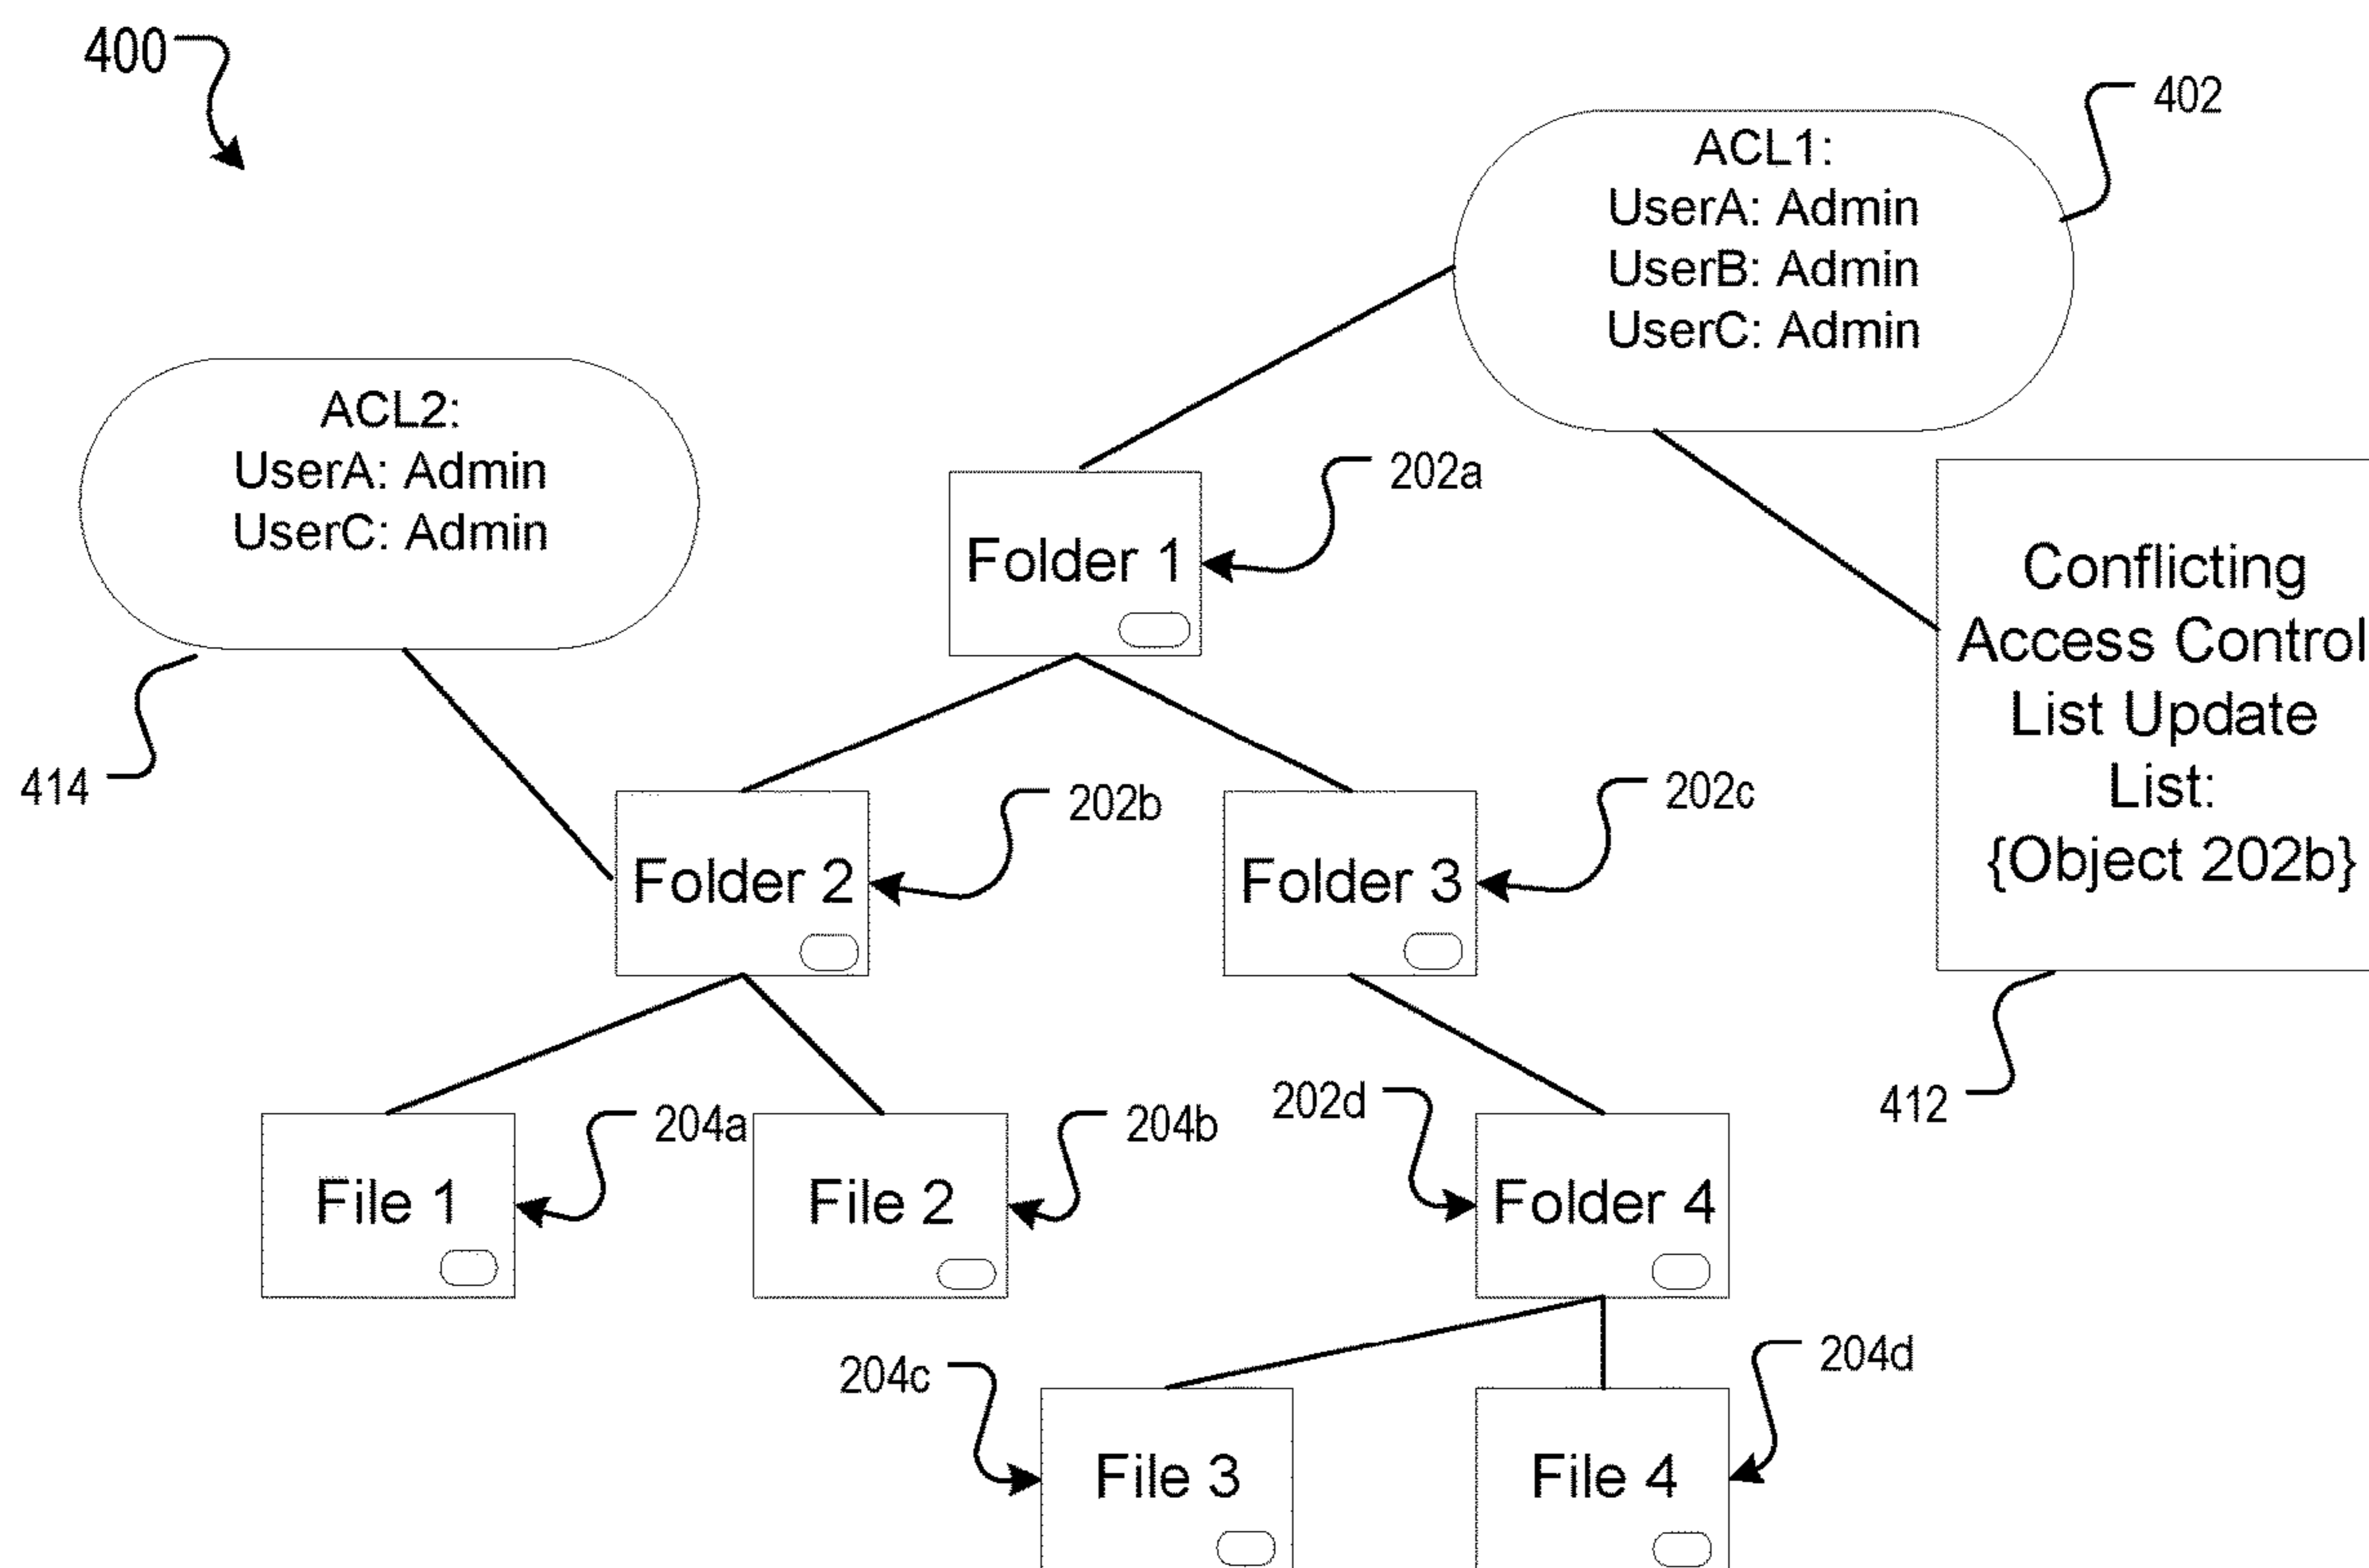 400
402
ACL1:
UserA: Admin
UserB: Admin
UserC: Admin
ACL2:
UserA: Admin
UserC: Admin
414
202a
Folder 1
Conflicting
Access Control
List Update
List:
{Object 202b}
412
202b
Folder 2
202c
Folder 3
204a
File 1
204b
File 2
202d
Folder 4
204c
File 3
204d
File 4